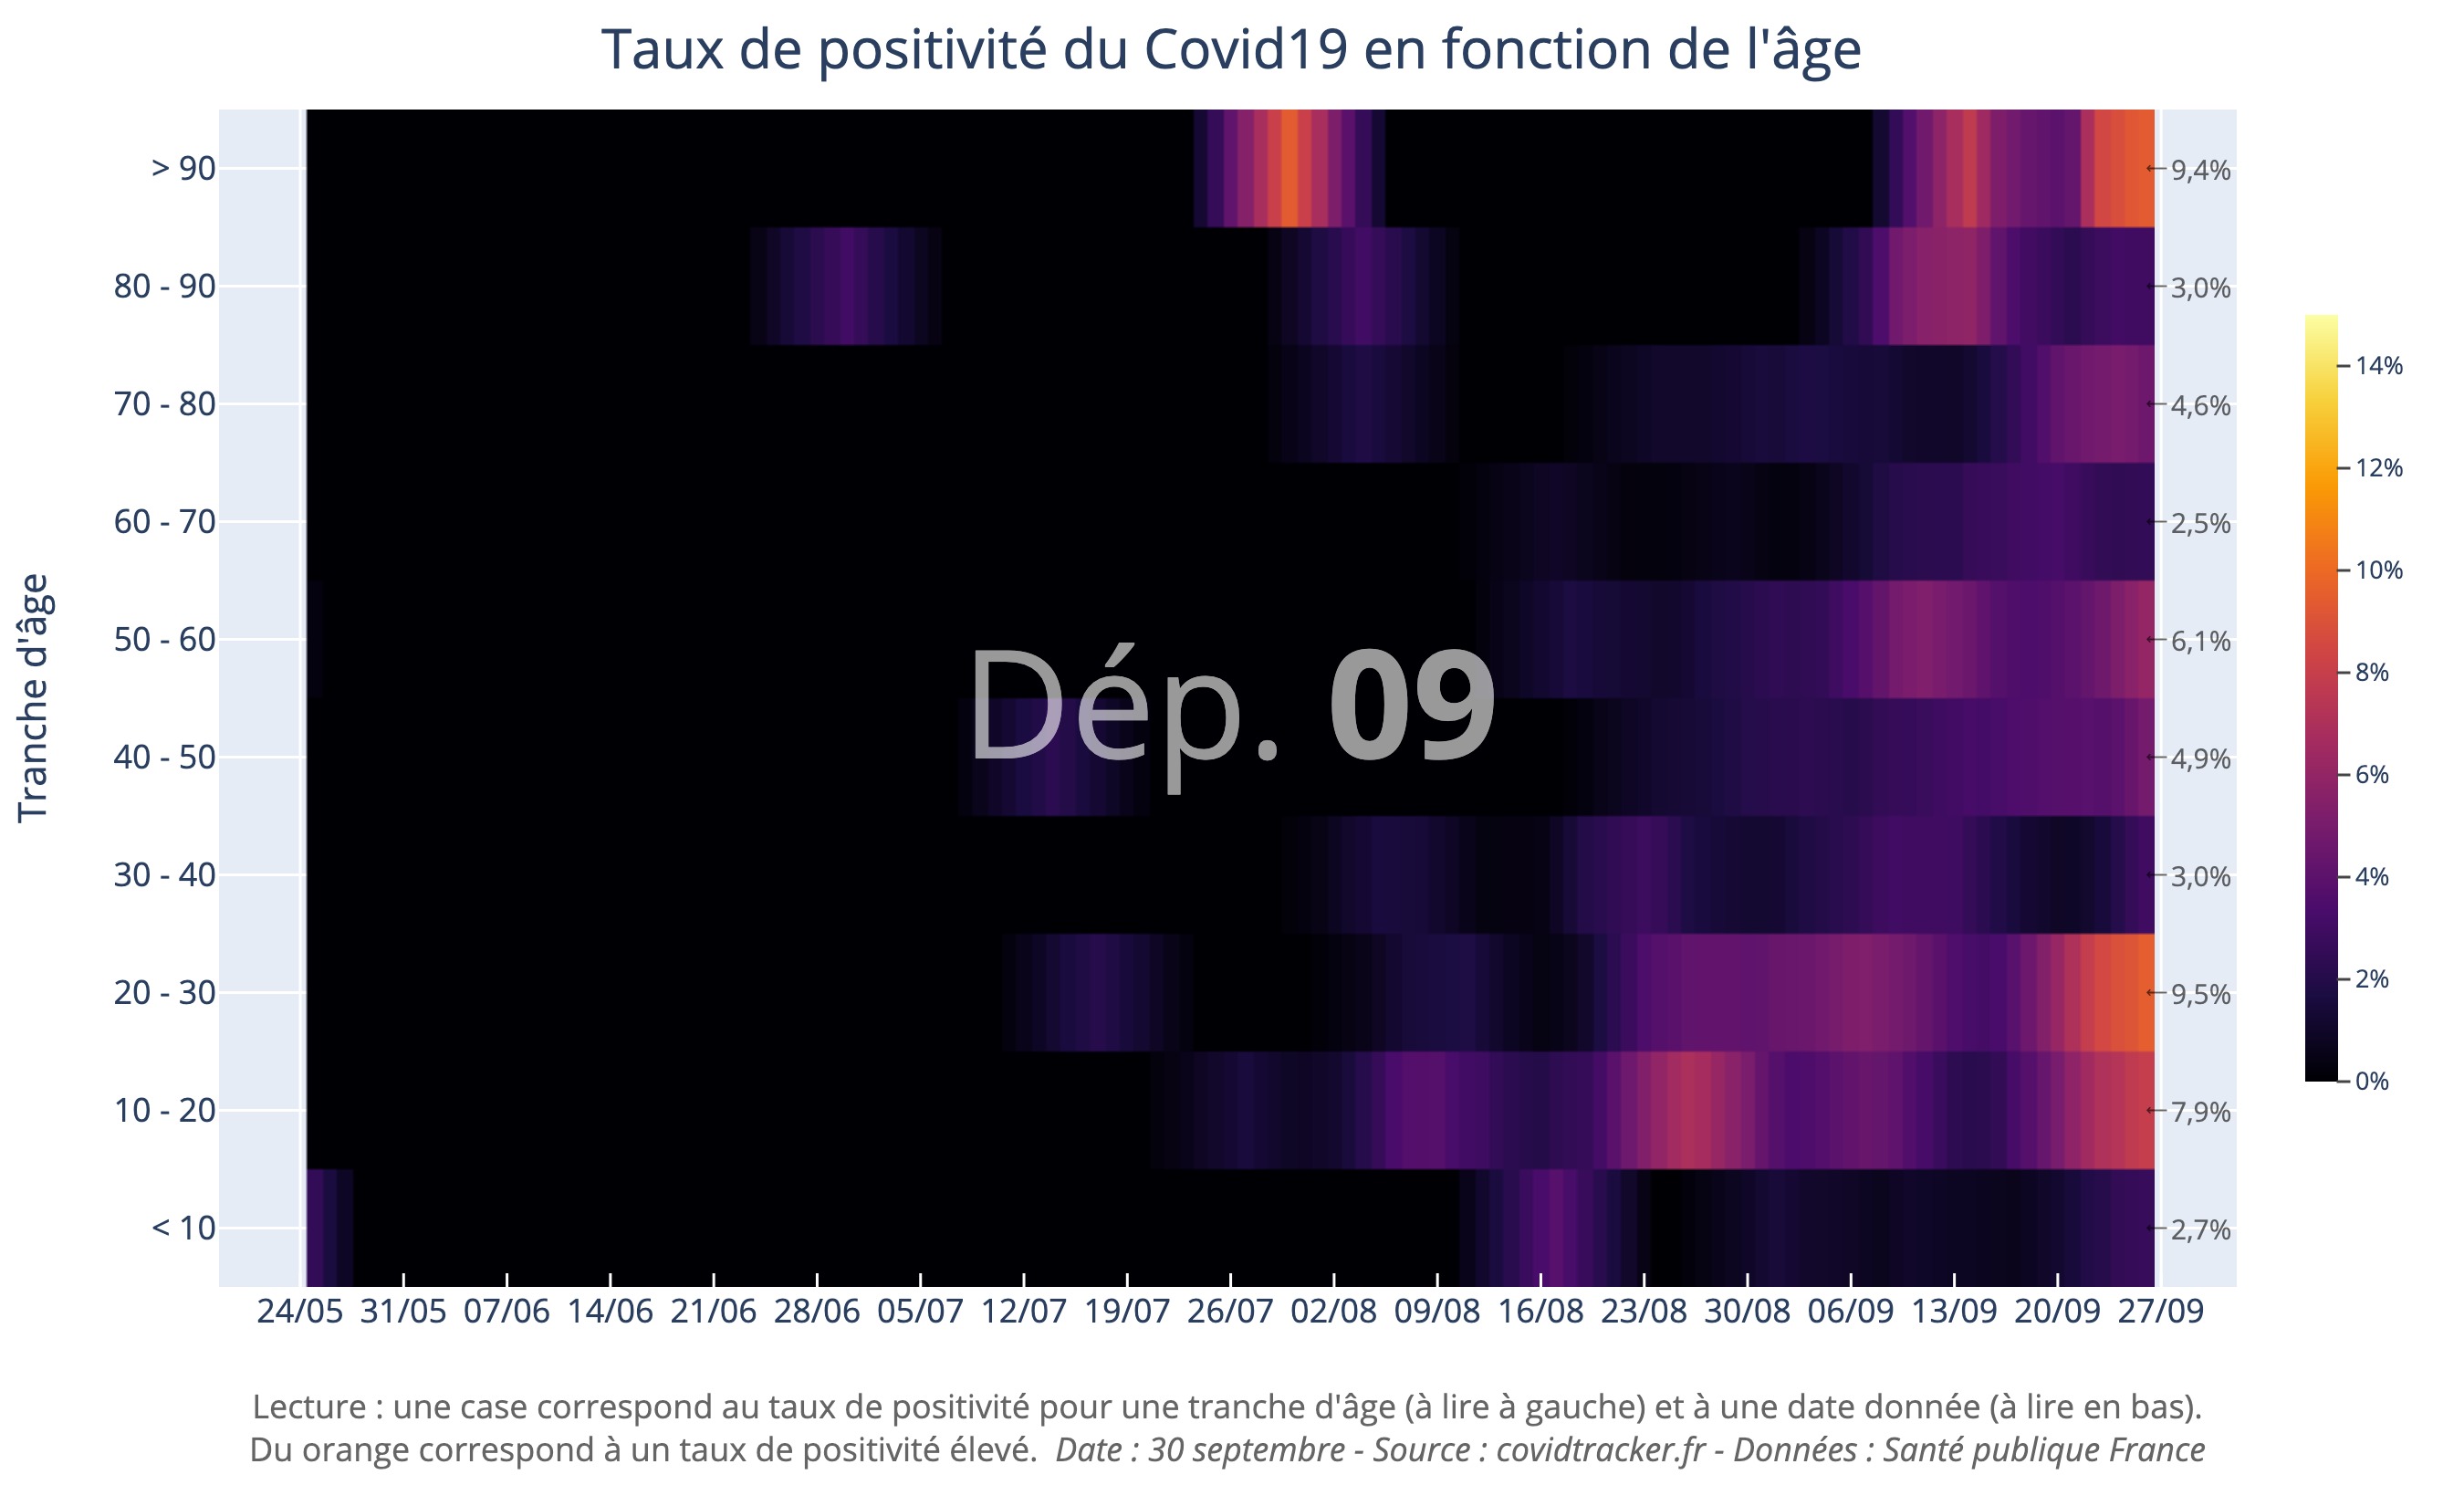 Taux de positivité du Covid19 en fonction de l'âge
Tranche d'âge
> 90
80 - 90
70 - 80
60 - 70
50 - 60
40 - 50
30 - 40
20 - 30
10 - 20
< 10
Dép. 09
9,4%
3,0%
4,6%
2,5%
6,1%
4,9%
3,0%
9,5%
7,9%
2,7%
14%
12%
10%
8%
6%
4%
2%
0%
24/05 31/05 07/06 14/06 21/06 28/06 05/07 12/07 19/07 26/07 02/08 09/08 16/08 23/08 30/08 06/09 13/09 20/09 27/09
Lecture : une case correspond au taux de positivité pour une tranche d'âge (à lire à gauche) et à une date donnée (à lire en bas).
Du orange correspond à un taux de positivité élevé. Date : 30 septembre - Source : covidtracker.fr - Données : Santé publique France